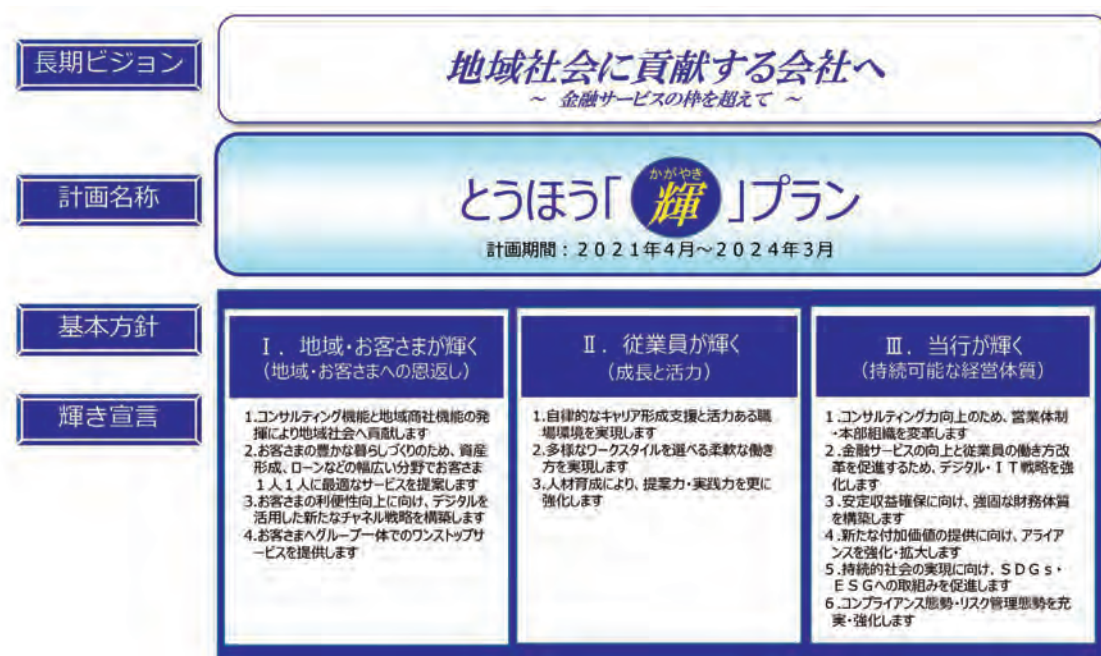 長期ビジョン
地域社会に貢献する会社へ
～ 金融サービスの枠を超えて ～
計画名称
かがやき
とうほう「輝」プラン
計画期間：２０２１年４月～２０２４年３月
基本方針
輝き宣言
Ⅰ．地域・お客さまが輝く
（地域・お客さまへの恩返し）
1.コンサルティング機能と地域商社機能の発
揮により地域社会へ貢献します
2.お客さまの豊かな暮らしづくりのため、資産
形成、ローンなどの幅広い分野でお客さま
１人１人に最適なサービスを提案します
3.お客さまの利便性向上に向け、デジタルを
活用した新たなチャネル戦略を構築します
4.お客さまへグループ一体でのワンストップサ
ービスを提供します
Ⅱ．従業員が輝く
（成長と活力）
1.自律的なキャリア形成支援と活力ある職
場環境を実現します
2.多様なワークスタイルを選べる柔軟な働き
方を実現します
3.人材育成により、提案力・実践力を更に
強化します
Ⅲ．当行が輝く
（持続可能な経営体質）
１.コンサルティング力向上のため、営業体制
・本部組織を変革します
２.金融サービスの向上と従業員の働き方改
革を促進するため、デジタル・ＩＴ戦略を強
化します
３.安定収益確保に向け、強固な財務体質
を構築します
４.新たな付加価値の提供に向け、アライア
ンスを強化・拡大します
５.持続的社会の実現に向け、ＳＤＧｓ・
ＥＳＧへの取組みを促進します
６.コンプライアンス態勢・リスク管理態勢を充
実・強化します